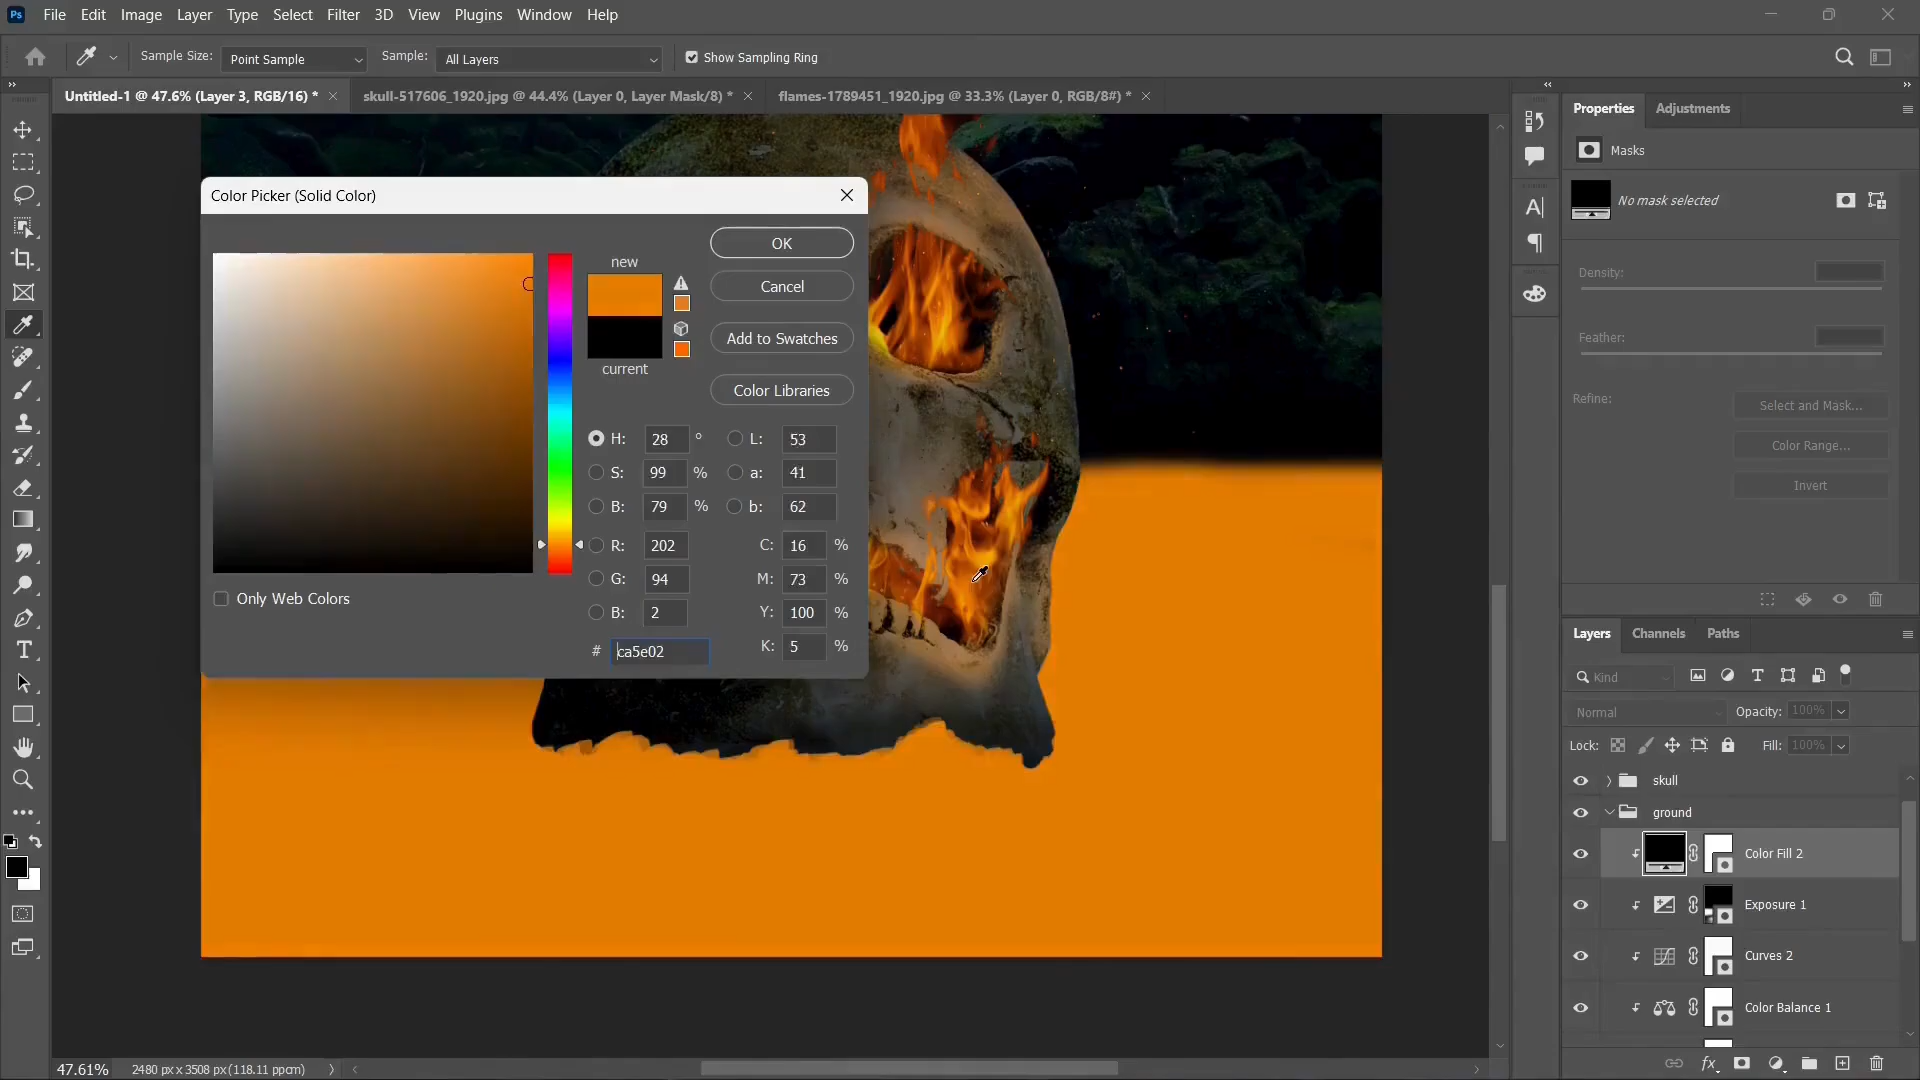 Ps File Edit Image Layer Type Select Filter 3D View Plugins Window Help
Sample Size: Point Sample Sample: All Layers Show Sampling Ring
Untitled-1 @ 47.6% (Layer 3, RGB/16) * skull-517606_1920.jpg @ 44.4% (Layer 0, Layer Mask/8) * flames-1789451_1920.jpg @ 33.3% (Layer 0, RGB/8#) *
Color Picker (Solid Color)
new
current
OK
Cancel
Add to Swatches
Color Libraries
H: 28 ° L: 53
S: 99 % a: 41
B: 79 % b: 62
R: 202 C: 16 %
G: 94 M: 73 %
B: 2 Y: 100 %
# ca5e02 K: 5 %
Only Web Colors
Properties Adjustments
Masks
No mask selected
Density:
Feather:
Refine: Select and Mask...
Color Range...
Invert
Layers Channels Paths
Kind
Normal Opacity: 100%
Lock: Fill: 100%
skull
ground
Color Fill 2
Exposure 1
Curves 2
Color Balance 1
47.61% 2480 px x 3508 px (118.11 ppcm)